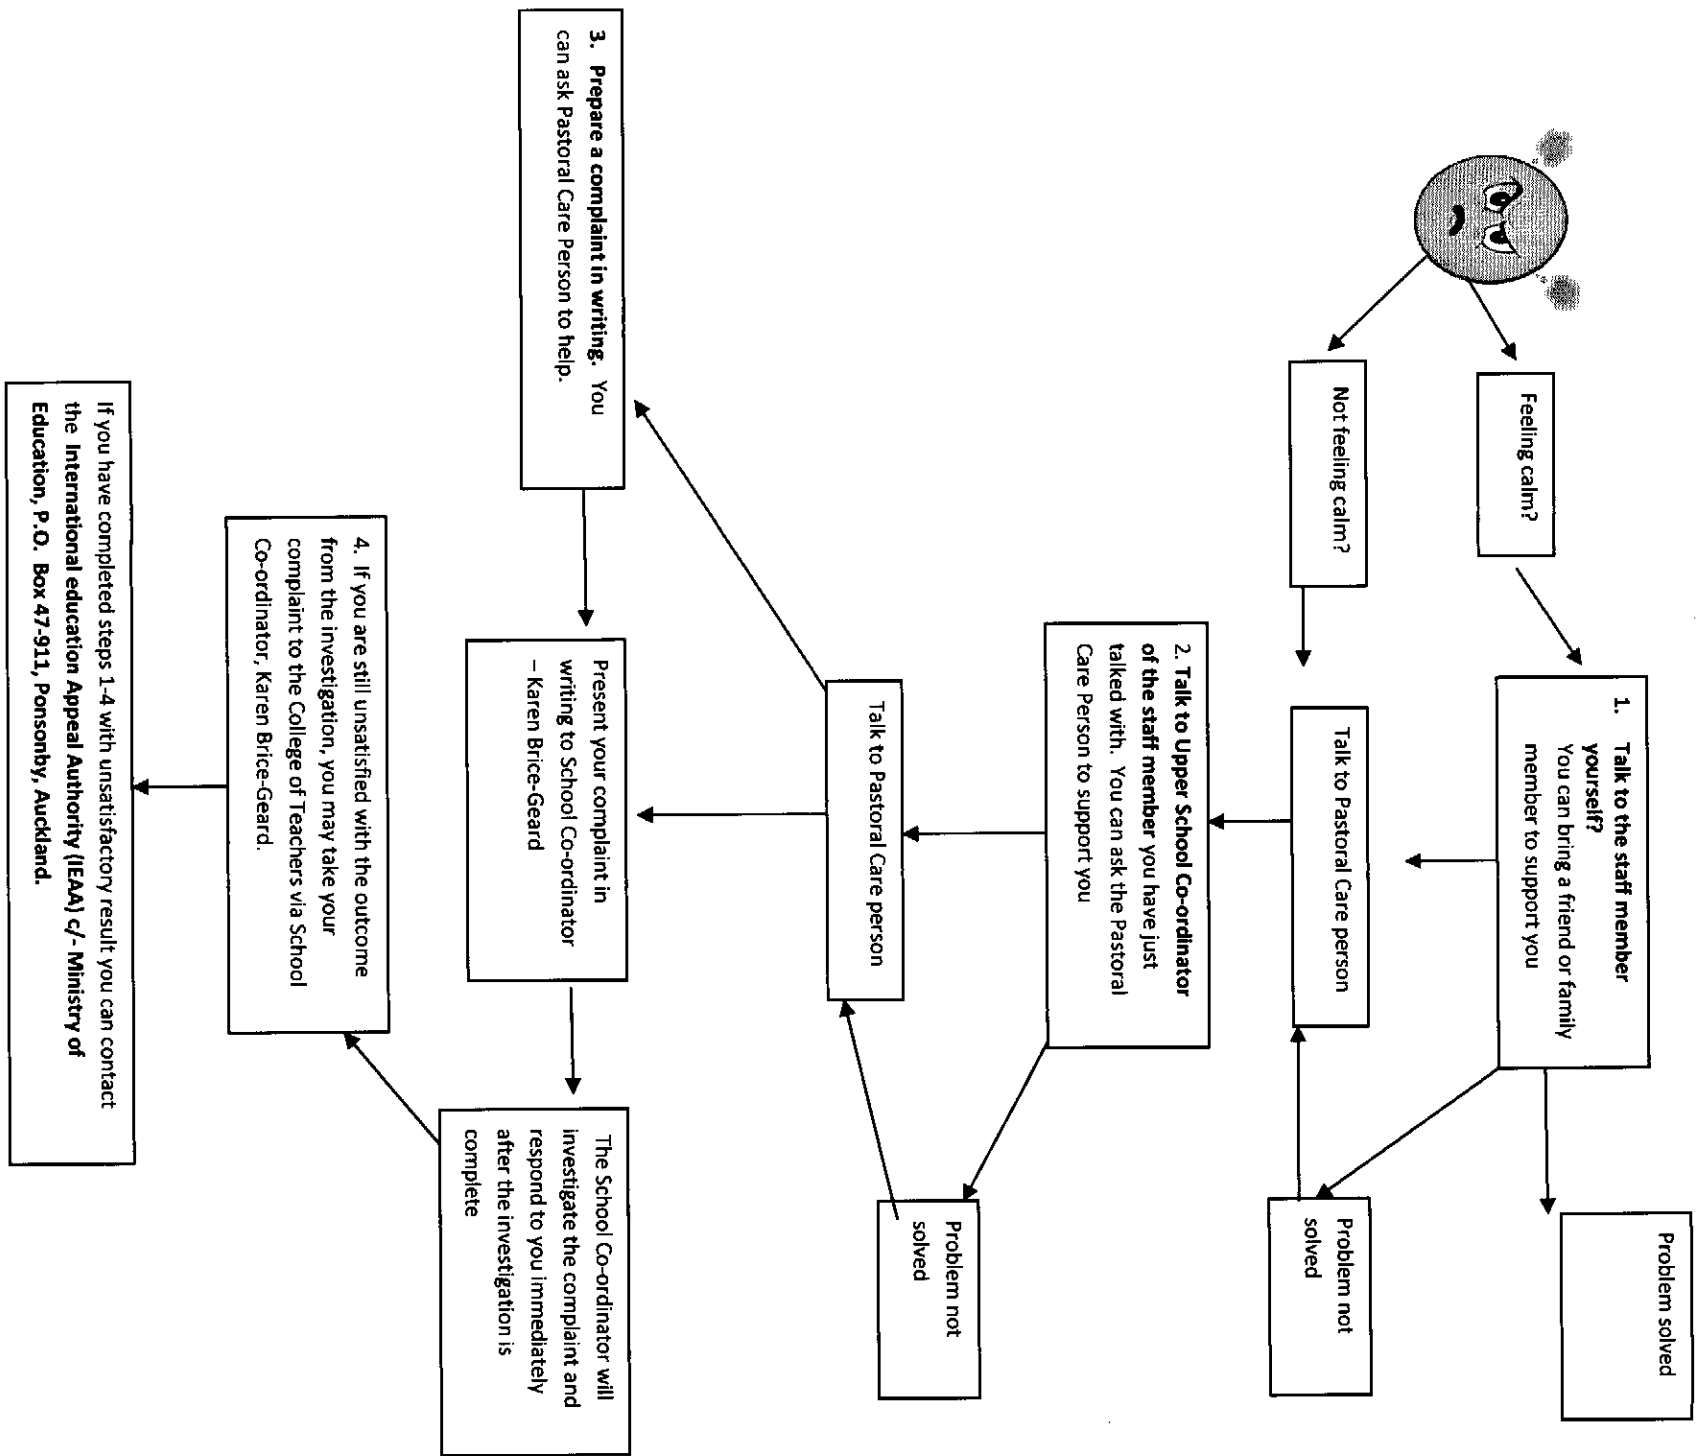 Feeling calm?
Not feeling calm?
1. Talk to the staff member
yourself?
You can bring a friend or family
member to support you
Problem solved
Talk to Pastoral Care person
Problem not
solved
2. Talk to Upper School Co-ordinator
of the staff member you have just
talked with. You can ask the Pastoral
Care Person to support you
Talk to Pastoral Care person
Problem not
solved
3. Prepare a complaint in writing. You
can ask Pastoral Care Person to help.
Present your complaint in
writing to School Co-ordinator
– Karen Brice-Geard
The School Co-ordinator will
investigate the complaint and
respond to you immediately
after the investigation is
complete
4. If you are still unsatisfied with the outcome
from the investigation, you may take your
complaint to the College of Teachers via School
Co-ordinator, Karen Brice-Geard.
If you have completed steps 1-4 with unsatisfactory result you can contact
the International education Appeal Authority (IEAA) c/- Ministry of
Education, P.O. Box 47-911, Ponsonby, Auckland.